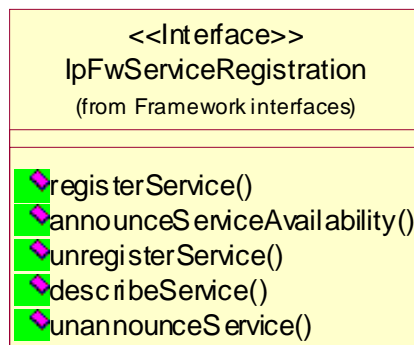 <<Interface>>
IpFwServiceRegistration
(from Framework interfaces)
registerService()
announceServiceAvailability()
unregisterService()
describeService()
unannounceService()